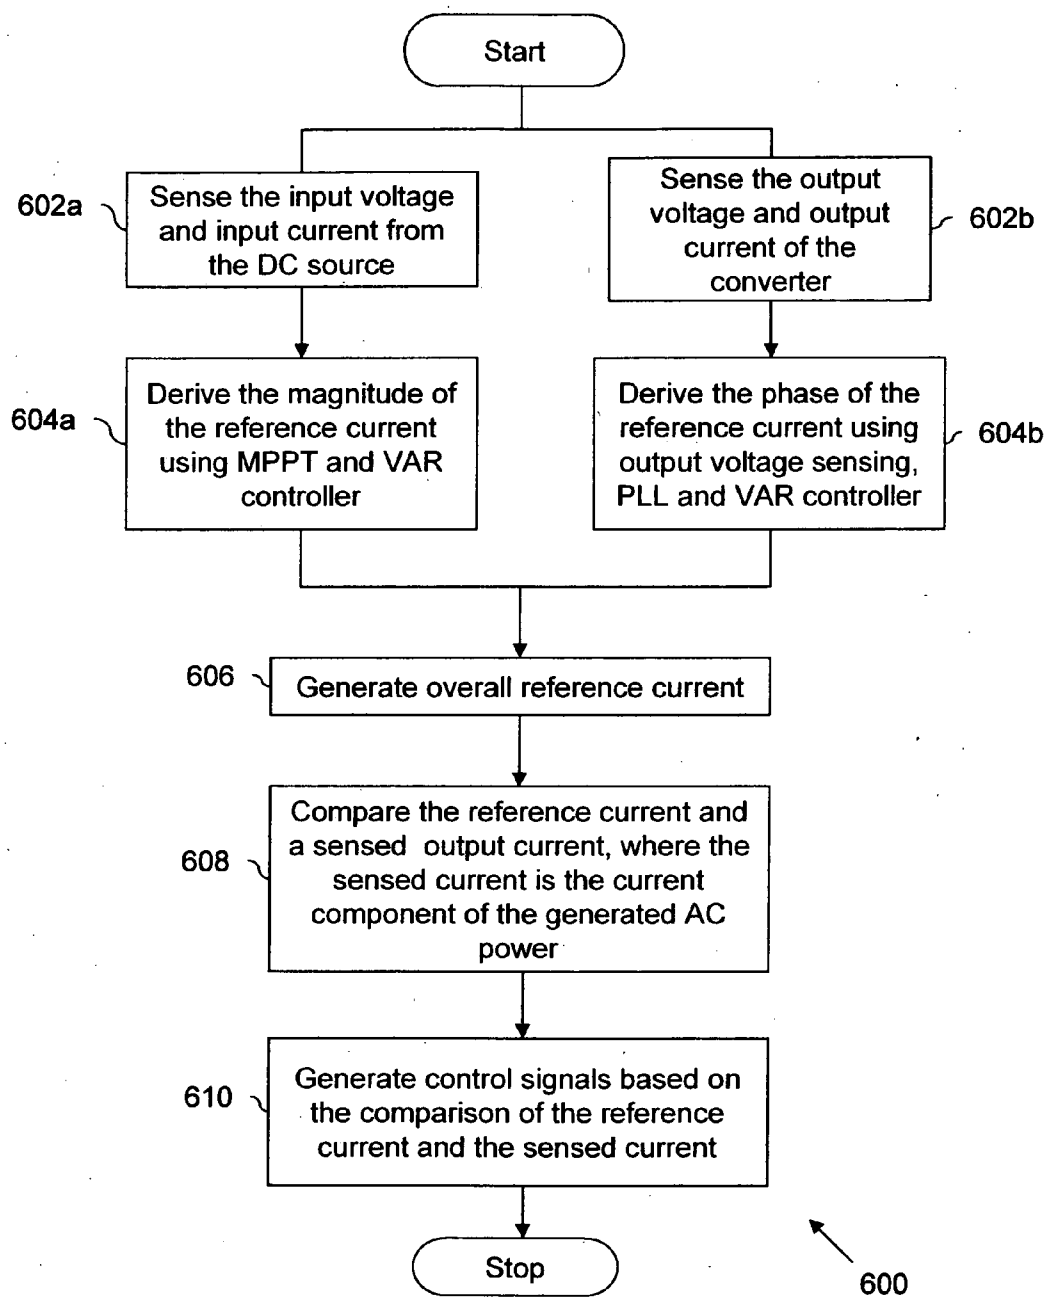 Start
602a
Sense the input voltage
and input current from
the DC source
Sense the output
voltage and output
current of the
converter
602b
604a
Derive the magnitude of
the reference current
using MPPT and VAR
controller
Derive the phase of the
reference current using
output voltage sensing,
PLL and VAR controller
604b
606
Generate overall reference current
608
Compare the reference current and
a sensed output current, where the
sensed current is the current
component of the generated AC
power
610
Generate control signals based on
the comparison of the reference
current and the sensed current
Stop
600